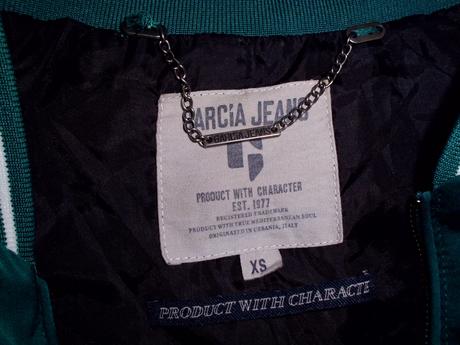 GARCIA JEANS
GARCIA JEANS
PRODUCT WITH CHARACTER
EST. 1977
REGISTERED TRADEMARK
PRODUCT WITH TRUE MEDITERRANEAN SOUL
ORIGINATED IN URBANIA, ITALY
XS
PRODUCT WITH CHARACTE